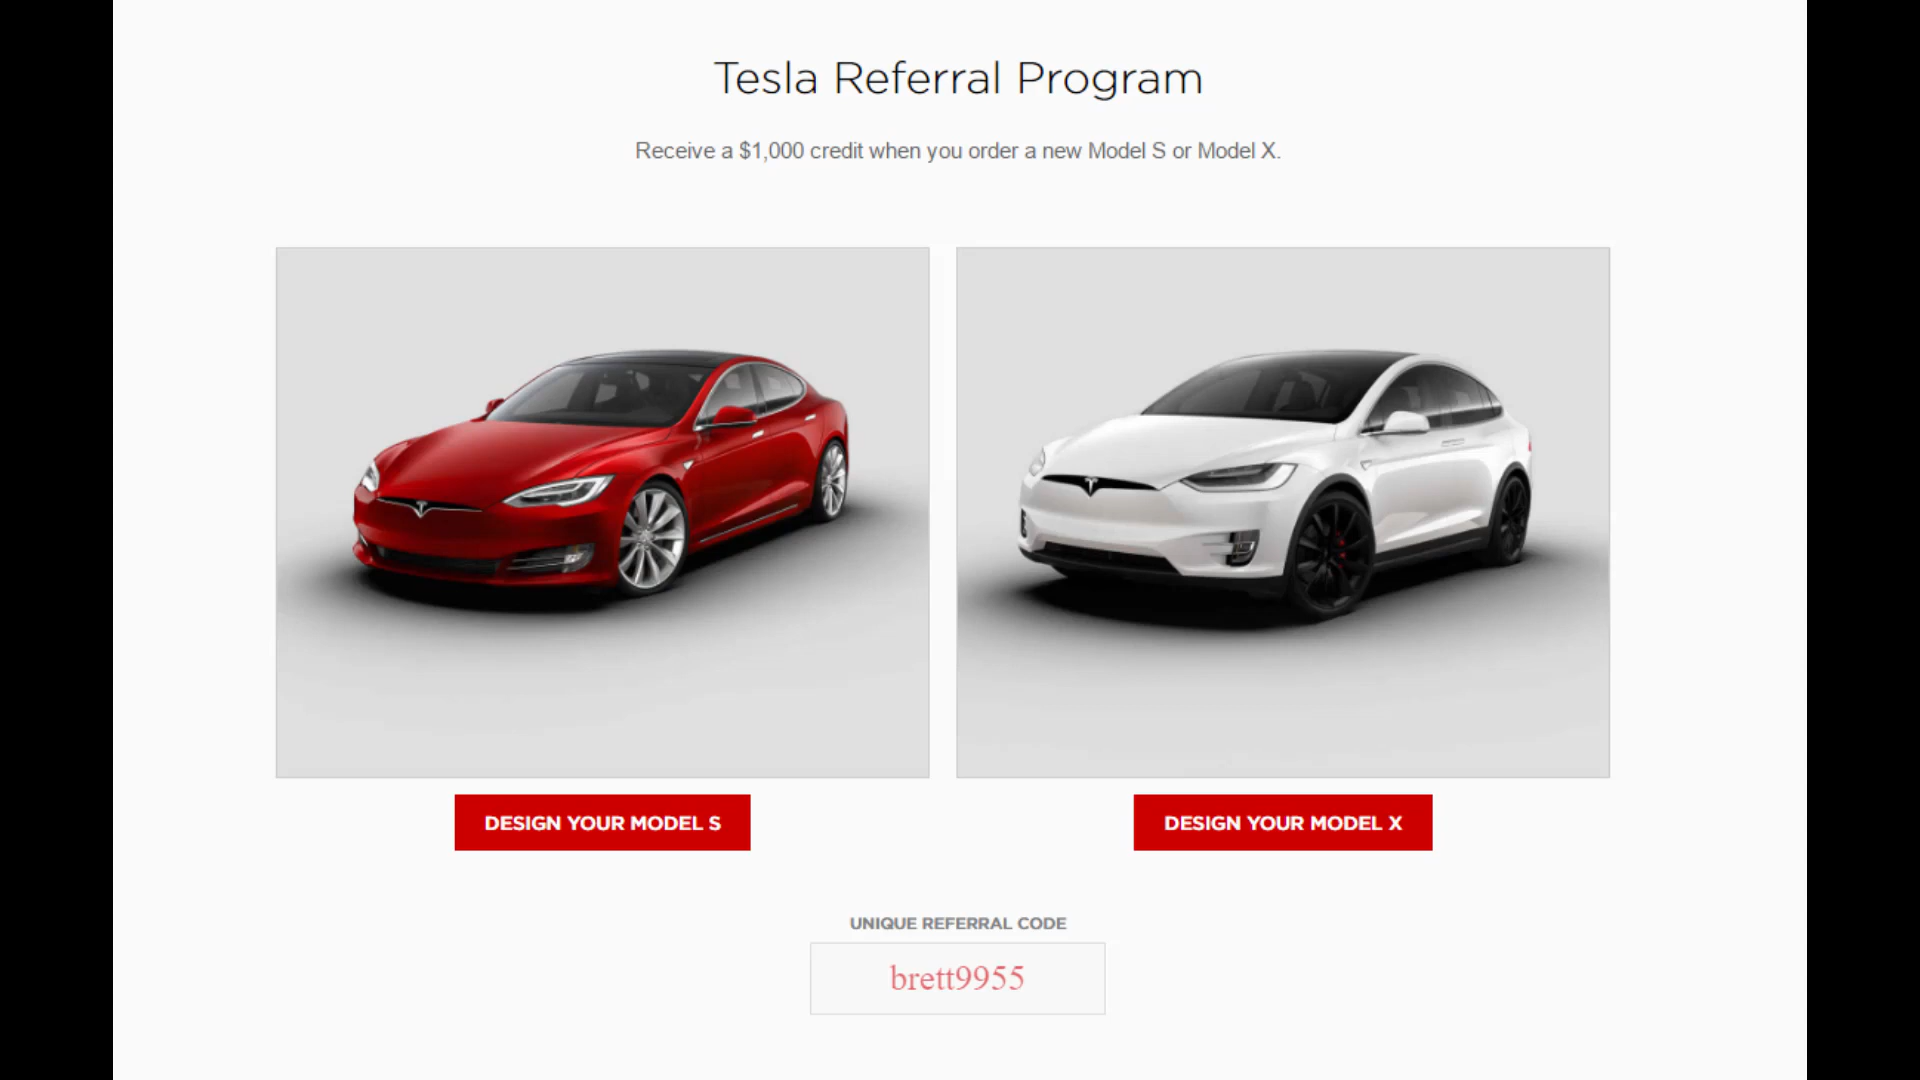 Tesla Referral Program
Receive a $1,000 credit when you order a new Model S or Model X.
DESIGN YOUR MODEL S
DESIGN YOUR MODEL X
UNIQUE REFERRAL CODE
brett9955